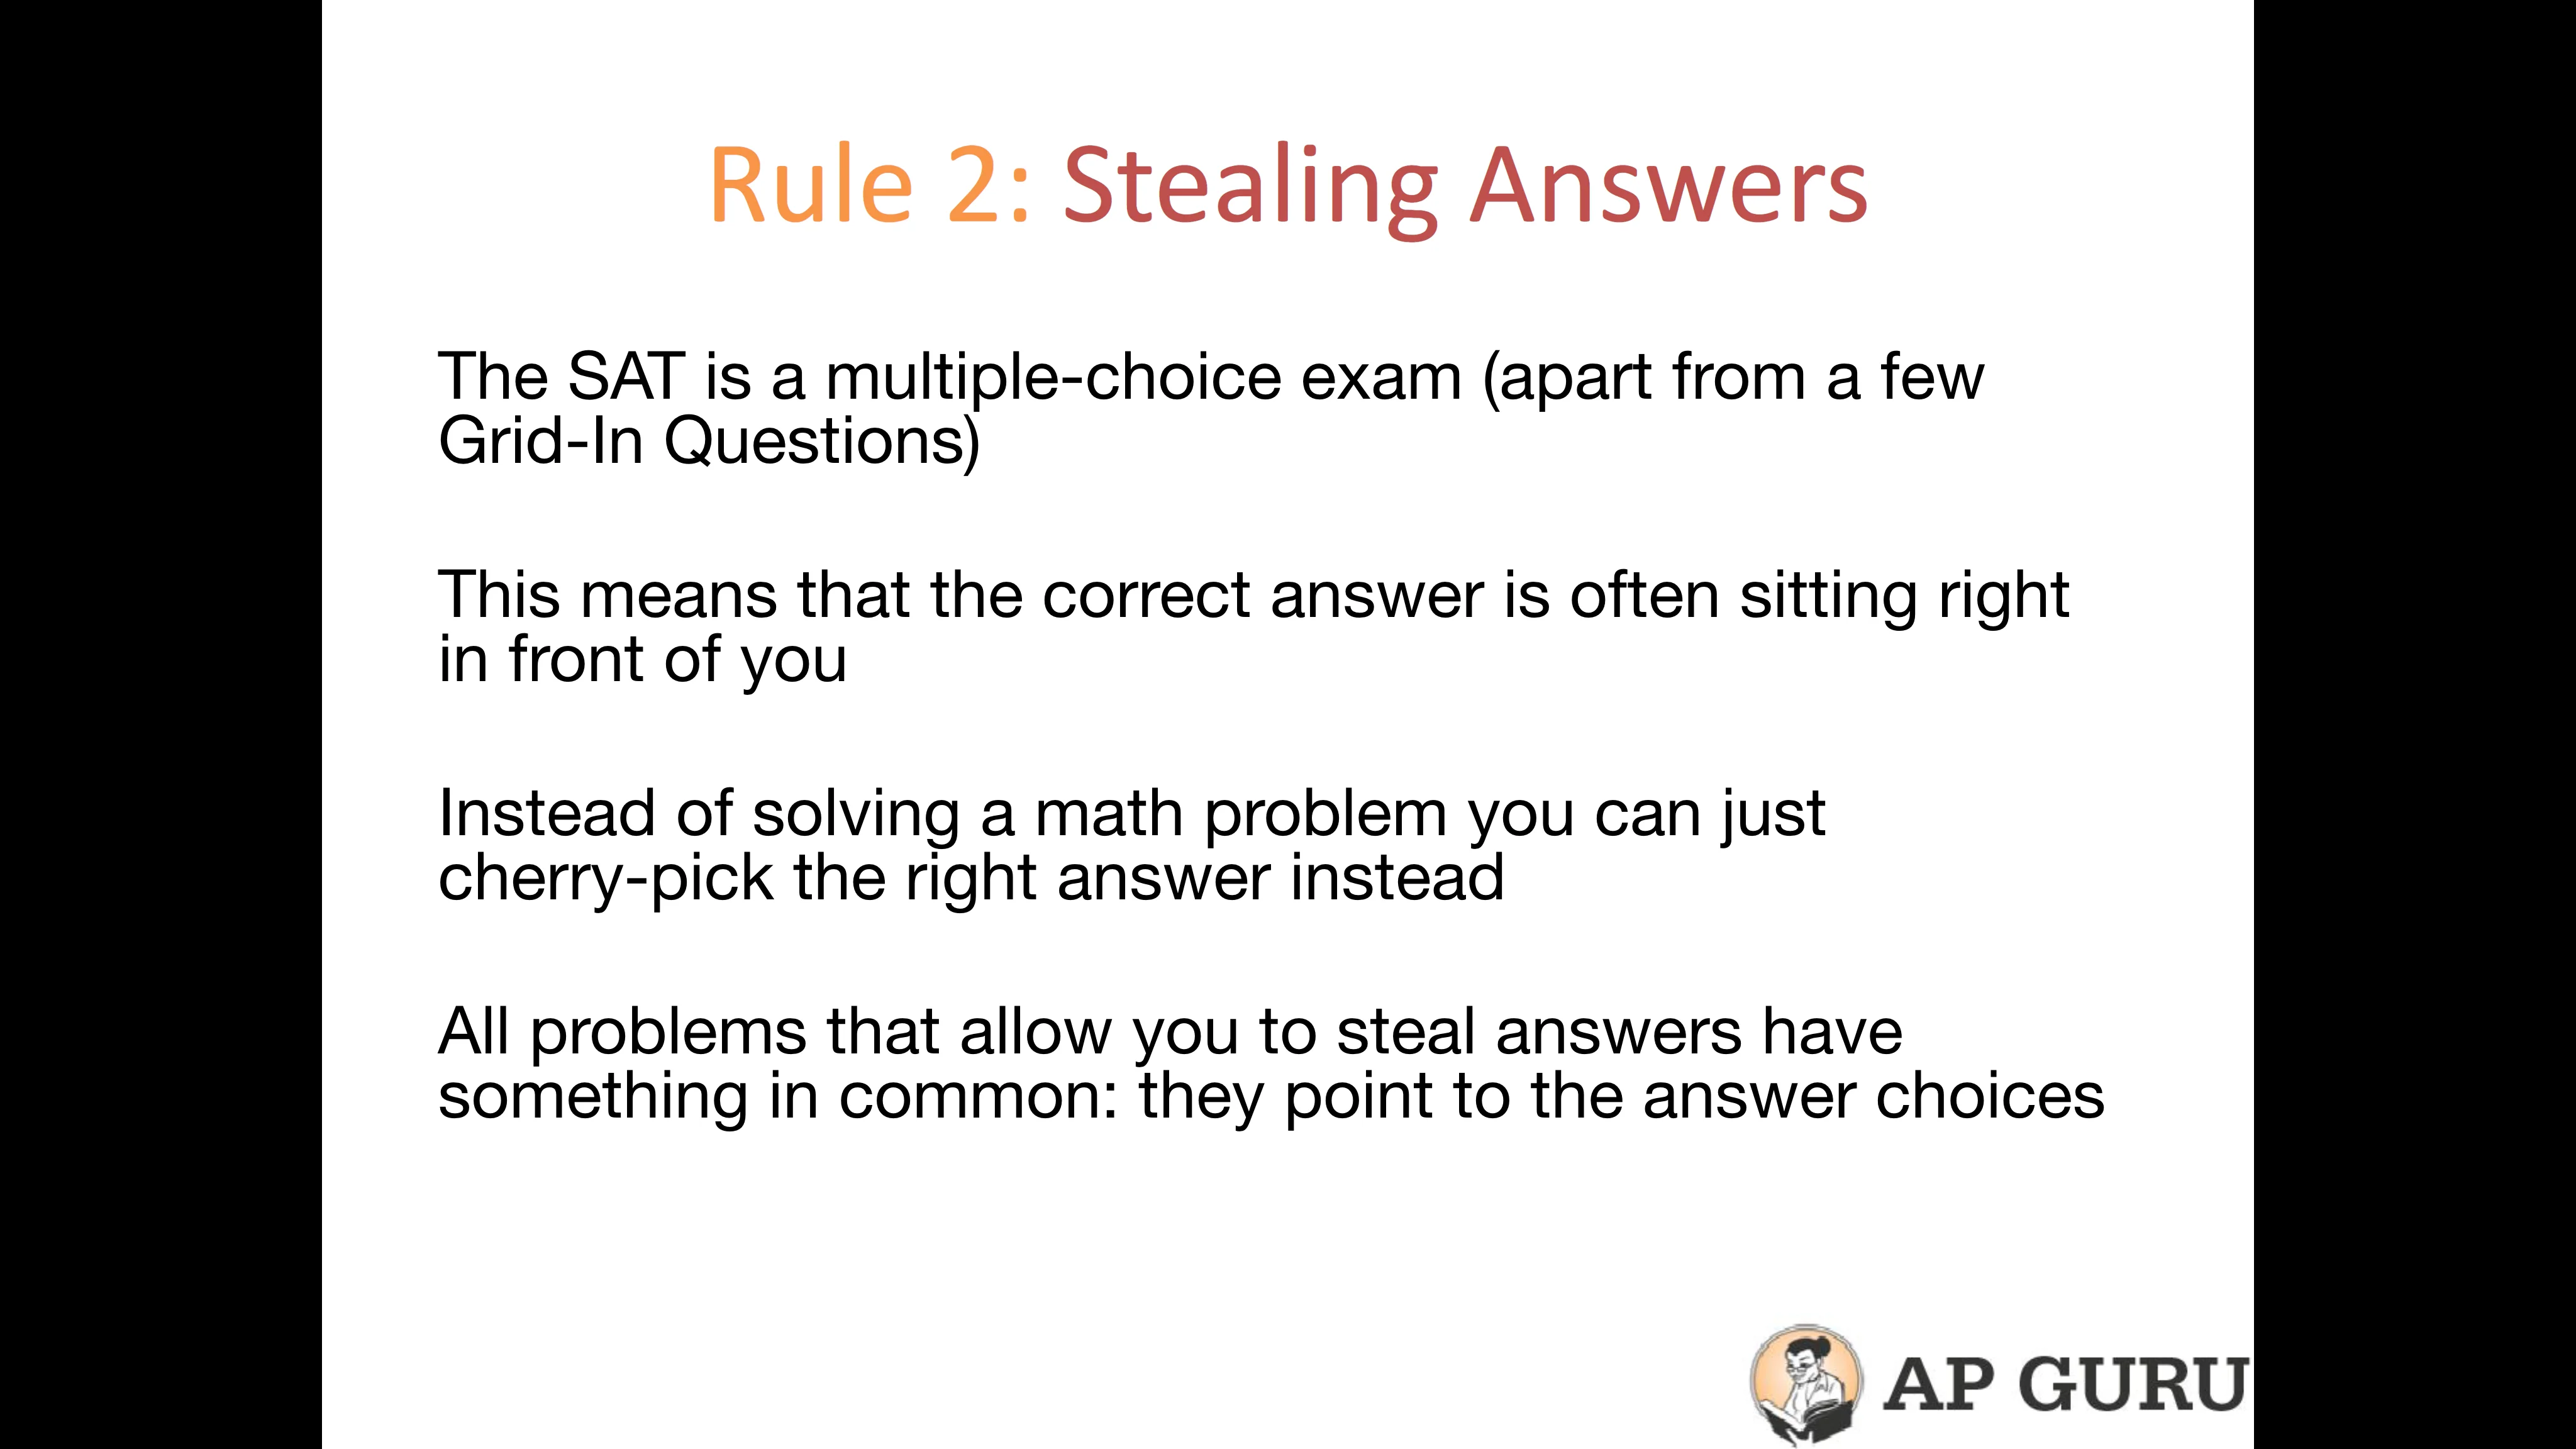 Rule 2: Stealing Answers
The SAT is a multiple-choice exam (apart from a few
Grid-In Questions)
This means that the correct answer is often sitting right
in front of you
Instead of solving a math problem you can just
cherry-pick the right answer instead
All problems that allow you to steal answers have
something in common: they point to the answer choices
AP GURU